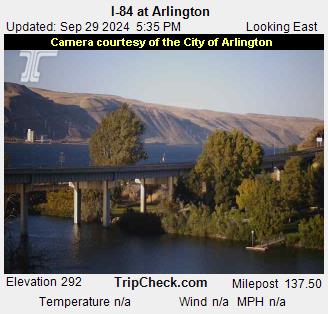 I-84 at Arlington
Updated: Sep 29 2024 5:35 PM Looking East
Camera courtesy of the City of Arlington
Elevation 292 TripCheck.com Milepost 137.50
Temperature n/a Wind n/a MPH n/a